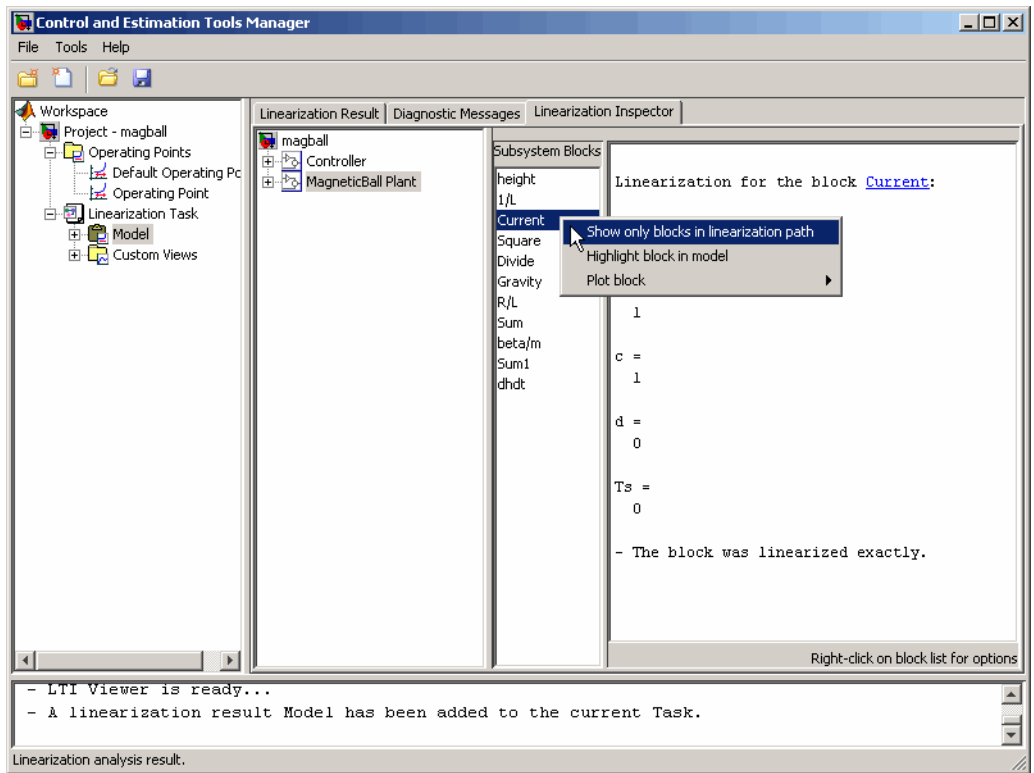 Control and Estimation Tools Manager
File Tools Help
Workspace
Project - magball
Operating Points
Default Operating Pc
Operating Point
Linearization Task
Model
Custom Views
Linearization Result
Diagnostic Messages
Linearization Inspector
magball
Controller
MagneticBall Plant
Subsystem Blocks
height
1/L
Current
Square
Divide
Gravity
R/L
Sum
beta/m
Sum1
dhdt
Show only blocks in linearization path
Highlight block in model
Plot block
Linearization for the block Current:
1
c =
1
d =
0
Ts =
0
- The block was linearized exactly.
Right-click on block list for options
- LTI Viewer is ready...
- A linearization result Model has been added to the current Task.
Linearization analysis result.